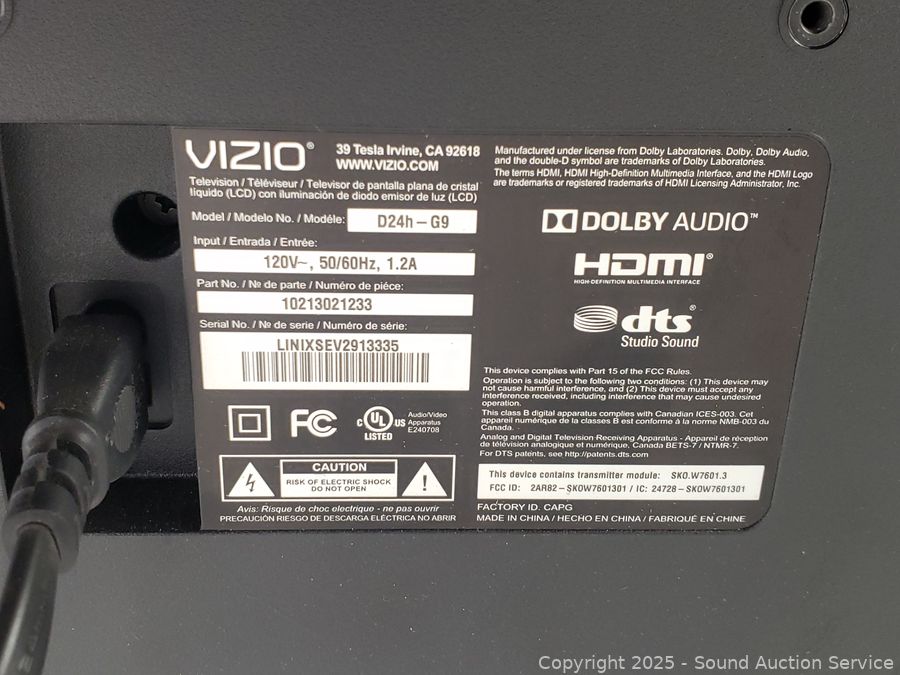 VIZIO®
39 Tesla Irvine, CA 92618
WWW.VIZIO.COM
Television / Téléviseur / Televisor de pantalla plana de cristal
líquido (LCD) con iluminación de diodo emisor de luz (LCD)
Model / Modelo No. / Modéle: D24h-G9
Input / Entrada / Entrée:
120V~, 50/60Hz, 1.2A
Part No. / № de parte / Numéro de piéce:
10213021233
Serial No. / № de serie / Numéro de série:
LINIXSEV2913335
FC
C UL US
LISTED
Audio/Video
Apparatus
E240708
CAUTION
RISK OF ELECTRIC SHOCK
DO NOT OPEN
Avis: Risque de choc electrique - ne pas ouvrir
PRECAUCIÓN RIESGO DE DESCARGA ELÉCTRICA NO ABRIR
Manufactured under license from Dolby Laboratories. Dolby, Dolby Audio,
and the double-D symbol are trademarks of Dolby Laboratories.
The terms HDMI, HDMI High-Definition Multimedia Interface, and the HDMI Logo
are trademarks or registered trademarks of HDMI Licensing Administrator, Inc.
DOLBY AUDIO™
HDMI®
HIGH-DEFINITION MULTIMEDIA INTERFACE
dts®
Studio Sound
This device complies with Part 15 of the FCC Rules.
Operation is subject to the following two conditions: (1) This device may
not cause harmful interference, and (2) This device must accept any
interference received, including interference that may cause undesired
operation.
This class B digital apparatus complies with Canadian ICES-003. Cet
appareil numérique de la classes B est conforme à la norme NMB-003 du
Canada.
Analog and Digital Television Receiving Apparatus - Appareil de réception
de télévision analogique et numérique, Canada BETS-7 / NTMR-7.
For DTS patents, see http://patents.dts.com
This device contains transmitter module: SKO.W7601.3
FCC ID: 2AR82-SK0W7601301 / IC: 24728-SK0W7601301
FACTORY ID. CAPG
MADE IN CHINA / HECHO EN CHINA / FABRIQUÉ EN CHINE
Copyright 2025 - Sound Auction Service